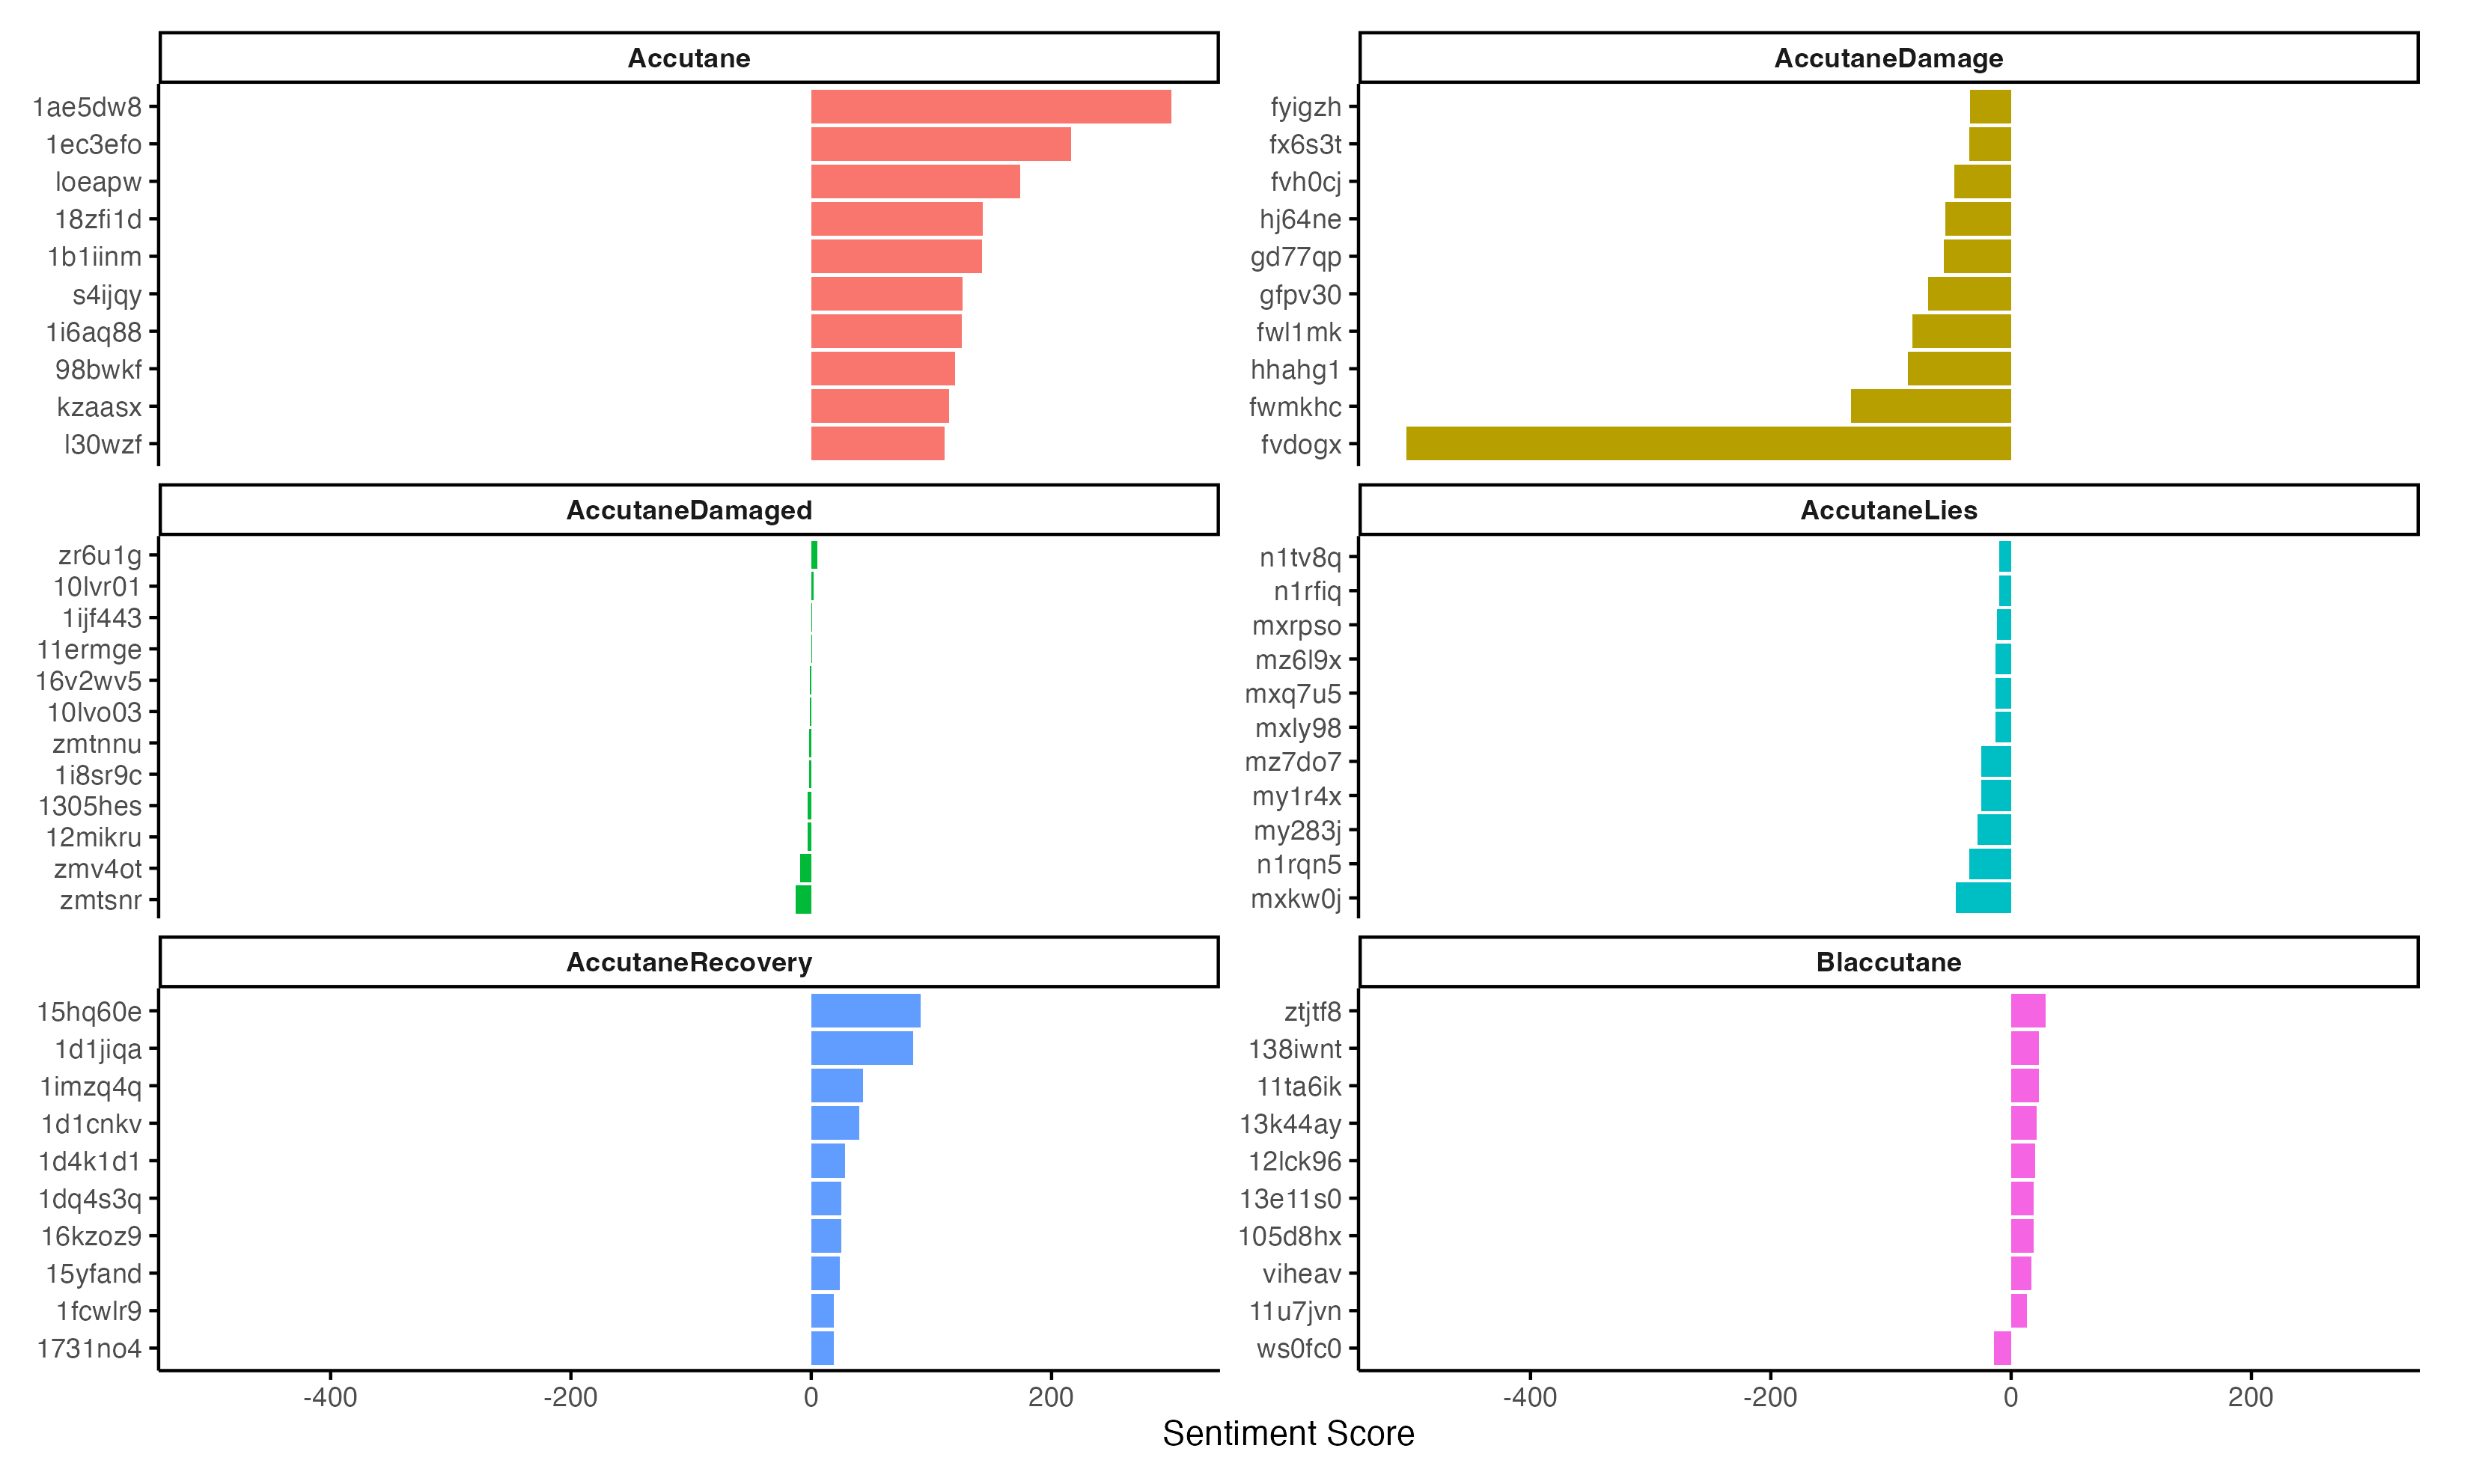 Accutane
1ae5dw8
1ec3efo
loeapw
18zfi1d
1b1iinm
s4ijqy
1i6aq88
98bwkf
kzaasx
l30wzf
AccutaneDamage
fyigzh
fx6s3t
fvh0cj
hj64ne
gd77qp
gfpv30
fwl1mk
hhahg1
fwmkhc
fvdogx
AccutaneDamaged
zr6u1g
10lvr01
1ijf443
11ermge
16v2wv5
10lvo03
zmtnnu
1i8sr9c
1305hes
12mikru
zmv4ot
zmtsnr
AccutaneLies
n1tv8q
n1rfiq
mxrpso
mz6l9x
mxq7u5
mxly98
mz7do7
my1r4x
my283j
n1rqn5
mxkw0j
AccutaneRecovery
15hq60e
1d1jiqa
1imzq4q
1d1cnkv
1d4k1d1
1dq4s3q
16kzoz9
15yfand
1fcwlr9
1731no4
-400 -200 0 200
Blaccutane
ztjtf8
138iwnt
11ta6ik
13k44ay
12lck96
13e11s0
105d8hx
viheav
11u7jvn
ws0fc0
-400 -200 0 200
Sentiment Score